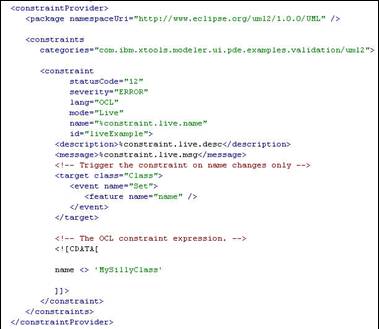 <constraintProvider>
<package namespaceUri="http://www.eclipse.org/uml2/1.0.0/UML" />
<constraints
categories="com.ibm.xtools.modeler.ui.pde.examples.validation/uml2">
<constraint
statusCode="12"
severity="ERROR"
lang="OCL"
mode="Live"
name="%constraint.live.name"
id="liveExample">
<description>%constraint.live.desc</description>
<message>%constraint.live.msg</message>
<!-- Trigger the constraint on name changes only -->
<target class="Class">
<event name="Set">
<feature name="name" />
</event>
</target>
<!-- The OCL constraint expression. -->
<![CDATA[
name <> 'MySillyClass'
]]>
</constraint>
</constraints>
</constraintProvider>